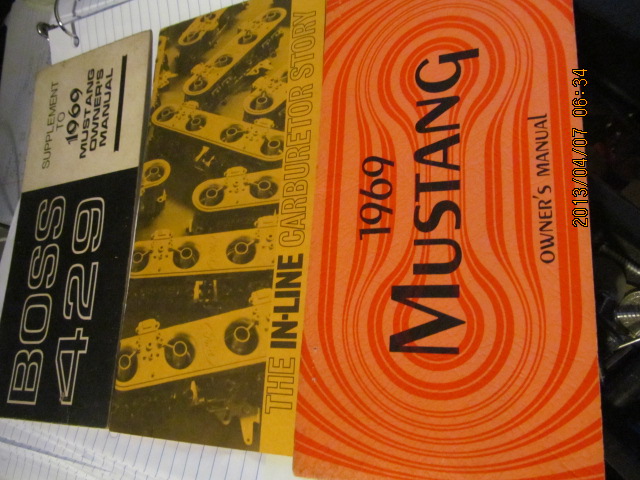 SUPPLEMENT
TO
1969
MUSTANG
OWNER'S
MANUAL
BOSS
429
THE IN-LINE CARBURETOR STORY
1969
MUSTANG
OWNER'S MANUAL
2013/04/07 06:34